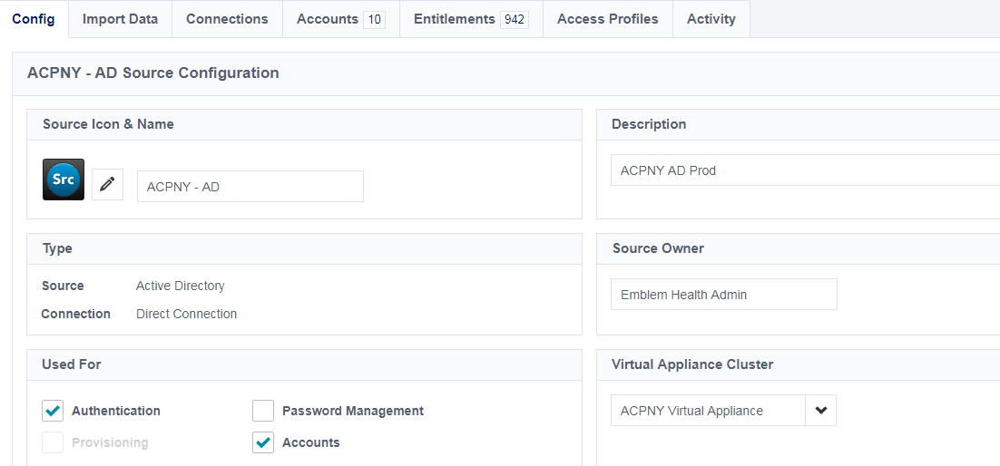 Config Import Data Connections Accounts 10 Entitlements 942 Access Profiles Activity
ACPNY - AD Source Configuration
Source Icon & Name
Description
Src
ACPNY - AD
ACPNY AD Prod
Type
Source Owner
Source Active Directory
Emblem Health Admin
Connection Direct Connection
Used For
Virtual Appliance Cluster
Authentication Password Management
ACPNY Virtual Appliance
Provisioning Accounts